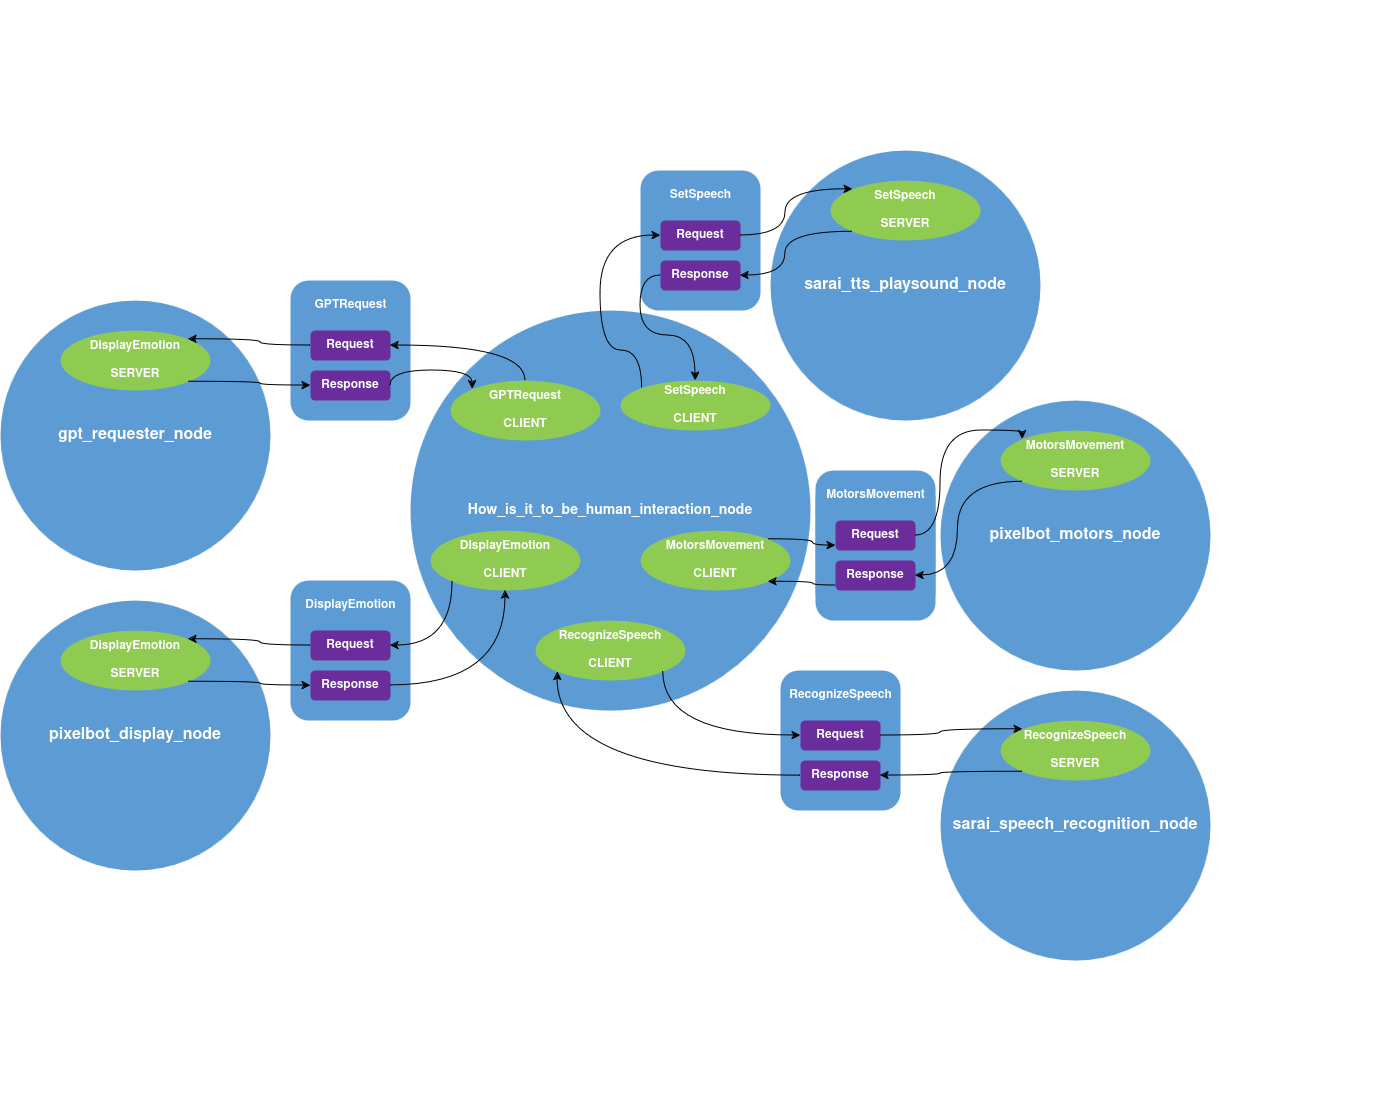 SetSpeech
Request
Response
SetSpeech
SERVER
sarai_tts_playsound_node
GPTRequest
Request
Response
DisplayEmotion
SERVER
gpt_requester_node
GPTRequest
CLIENT
SetSpeech
CLIENT
How_is_it_to_be_human_interaction_node
DIsplayEmotion
CLIENT
MotorsMovement
CLIENT
RecognizeSpeech
CLIENT
MotorsMovement
Request
Response
MotorsMovement
SERVER
pixelbot_motors_node
DisplayEmotion
Request
Response
DisplayEmotion
SERVER
pixelbot_display_node
RecognizeSpeech
Request
Response
RecognizeSpeech
SERVER
sarai_speech_recognition_node